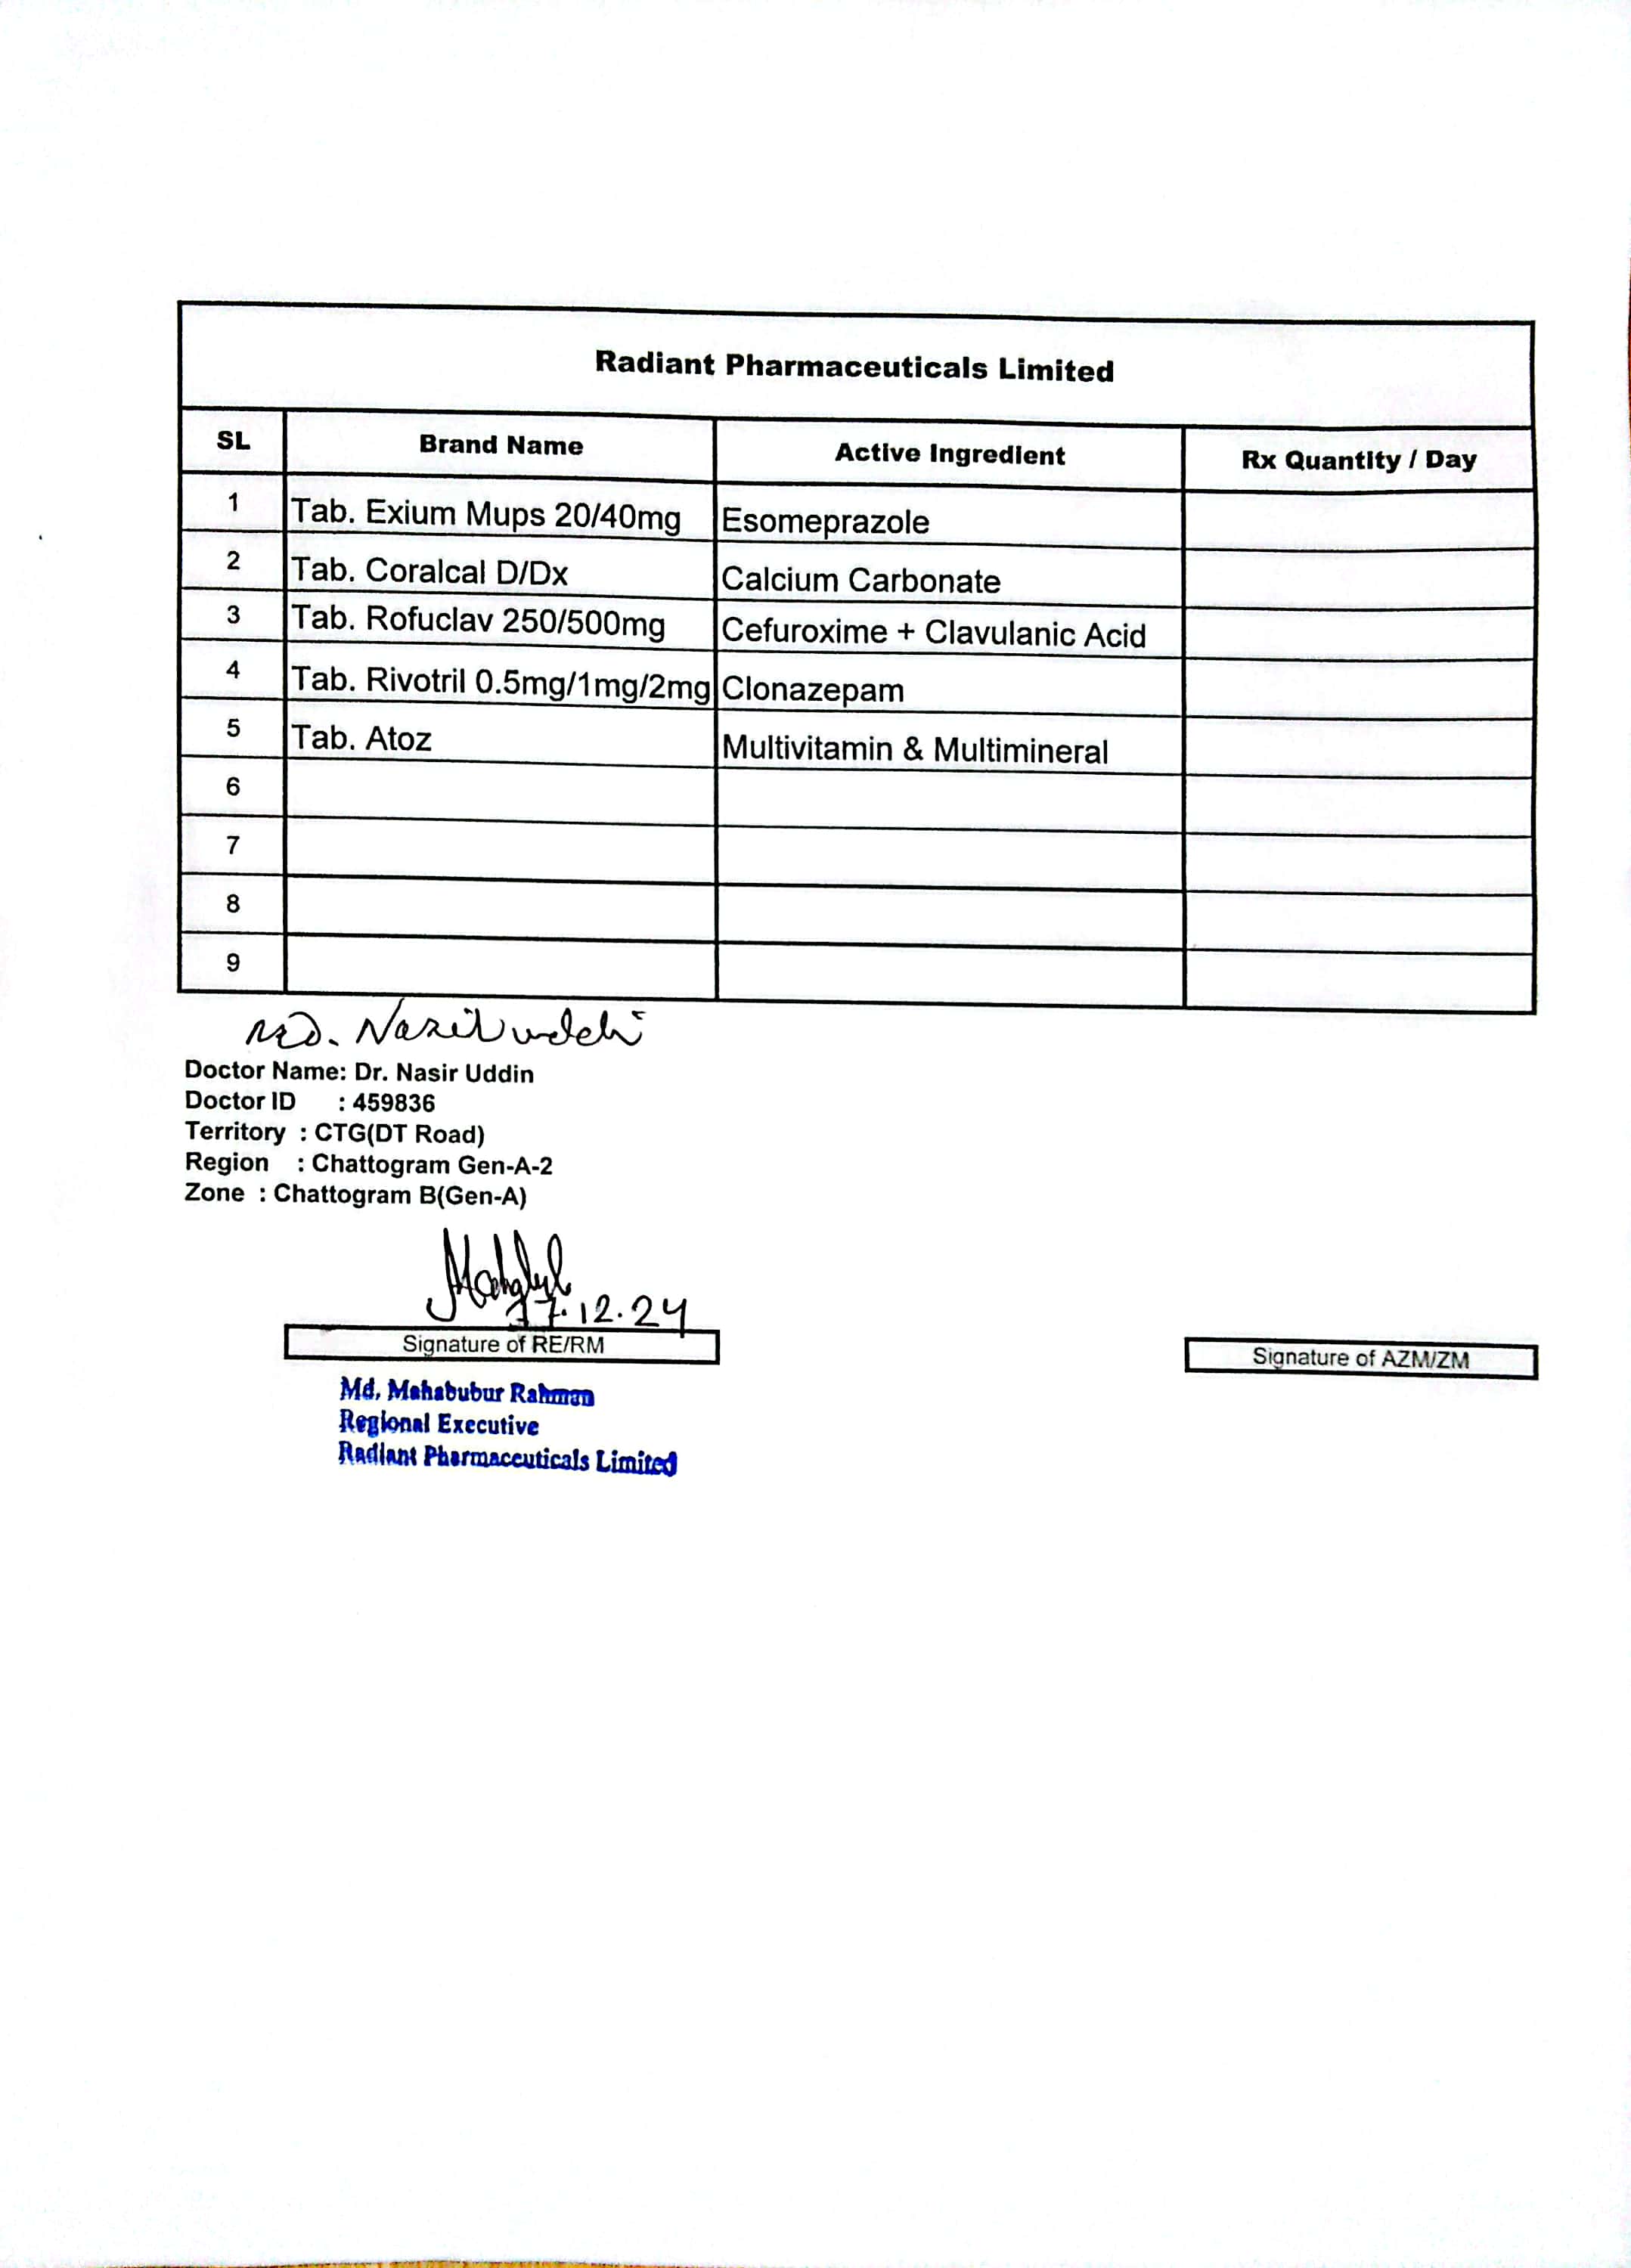 Radiant Pharmaceuticals Limited
SL Brand Name Active Ingredient Rx Quantity / Day
1 Tab. Exium Mups 20/40mg Esomeprazole
2 Tab. Coralcal D/Dx Calcium Carbonate
3 Tab. Rofuclav 250/500mg Cefuroxime + Clavulanic Acid
4 Tab. Rivotril 0.5mg/1mg/2mg Clonazepam
5 Tab. Atoz Multivitamin & Multimineral
6
7
8
9
MD. Nasir uddin
Doctor Name: Dr. Nasir Uddin
Doctor ID : 459836
Territory : CTG(DT Road)
Region : Chattogram Gen-A-2
Zone : Chattogram B(Gen-A)
17.12.24
Signature of RE/RM Signature of AZM/ZM
Md. Mahabubur Rahman
Regional Executive
Radiant Pharmaceuticals Limited